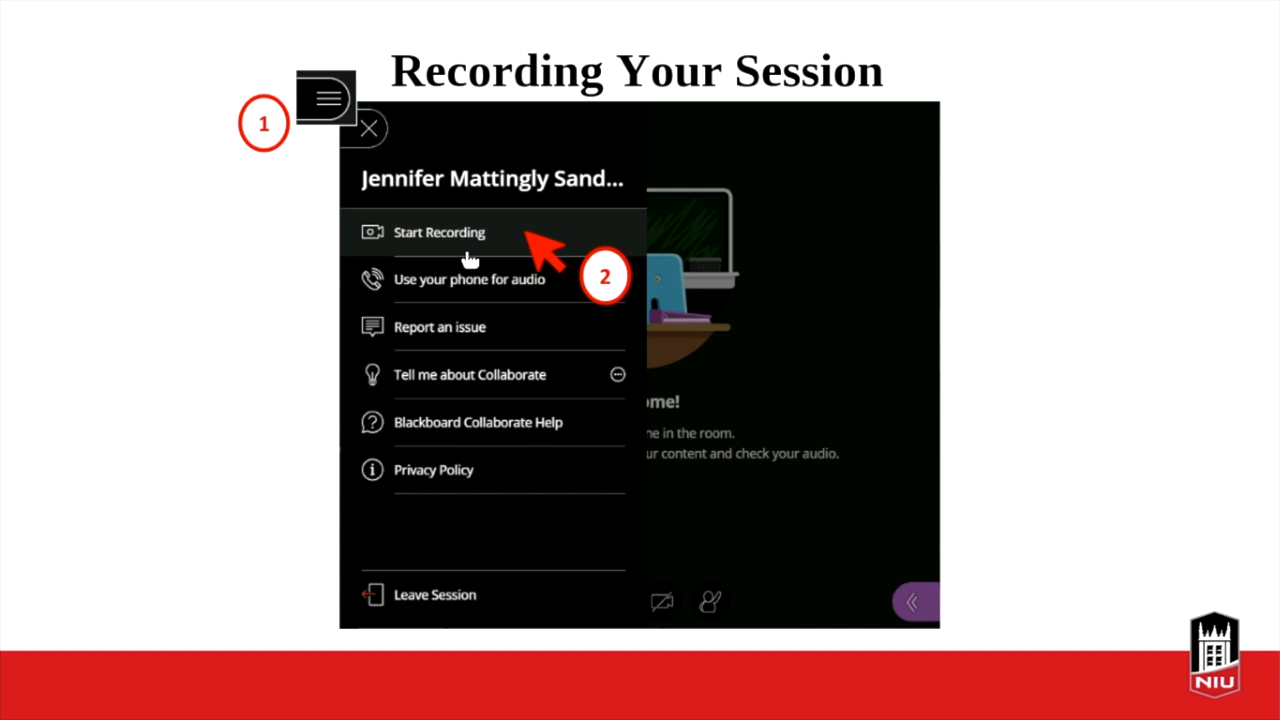 Recording Your Session
1
Jennifer Mattingly Sand...
Start Recording
2
Use your phone for audio
Report an issue
Tell me about Collaborate
Blackboard Collaborate Help
Privacy Policy
Leave Session
ome!
ne in the room.
ur content and check your audio.
NIU